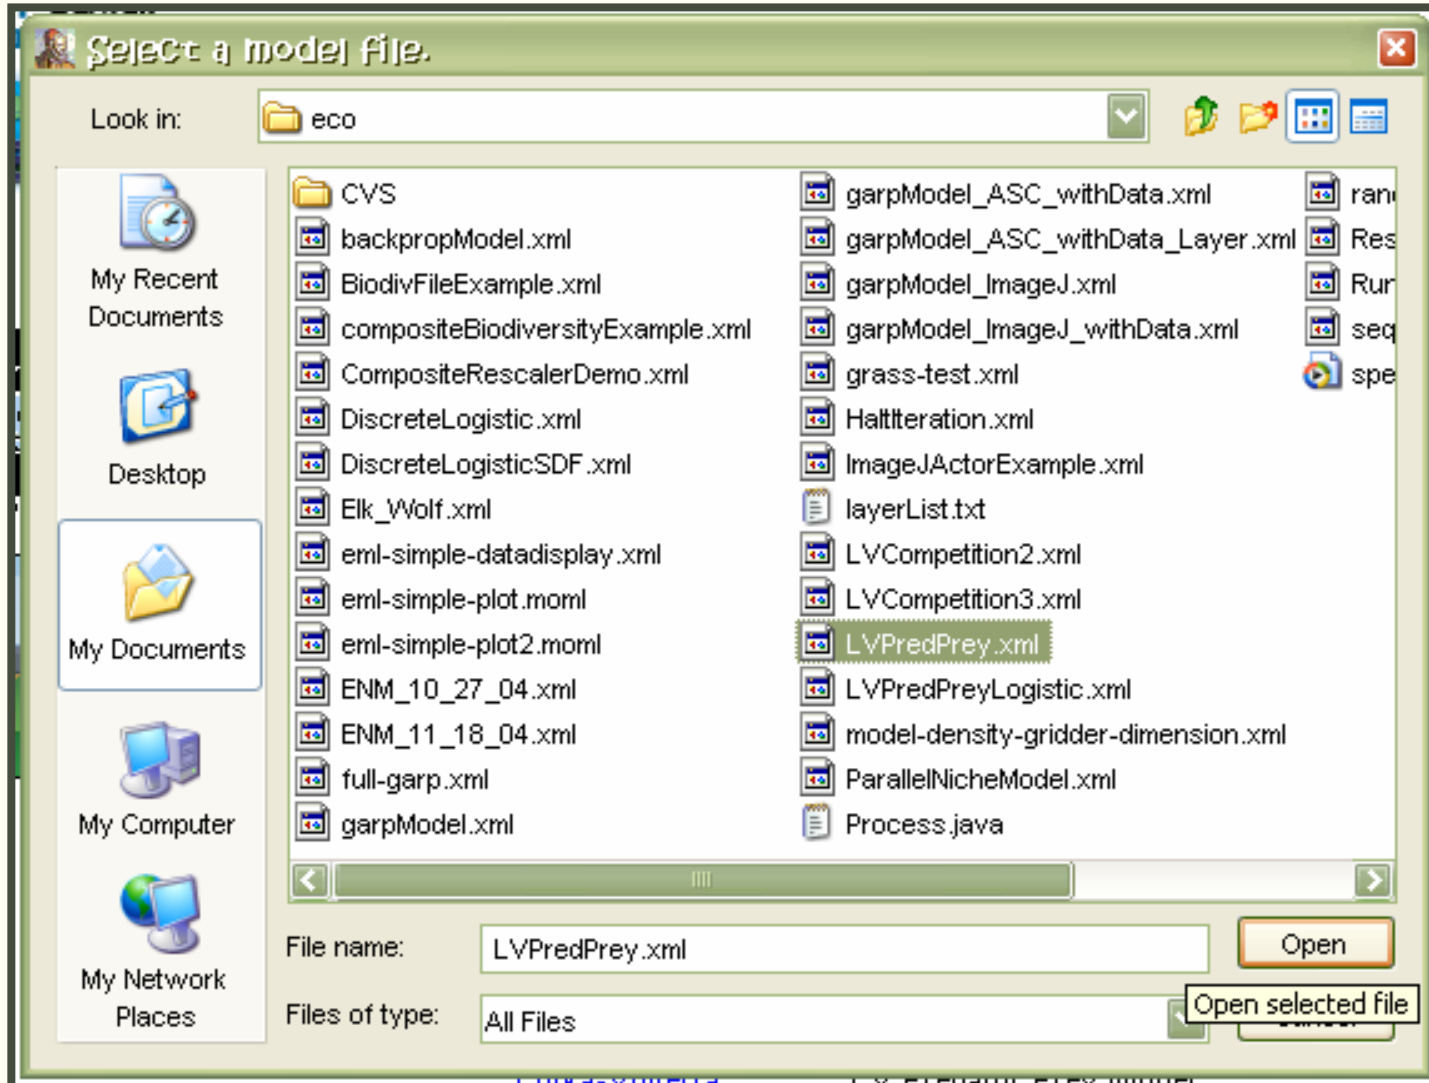 Select a model file.
Look in:
eco
My Recent
Documents
Desktop
My Documents
My Computer
My Network
Places
CVS
backpropModel.xml
BiodivFileExample.xml
compositeBiodiversityExample.xml
CompositeRescalerDemo.xml
DiscreteLogistic.xml
DiscreteLogisticSDF.xml
Elk_Wolf.xml
eml-simple-datadisplay.xml
eml-simple-plot.moml
eml-simple-plot2.moml
ENM_10_27_04.xml
ENM_11_18_04.xml
full-garp.xml
garpModel.xml
garpModel_ASC_withData.xml
garpModel_ASC_withData_Layer.xml
garpModel_ImageJ.xml
garpModel_ImageJ_withData.xml
grass-test.xml
HaltIteration.xml
ImageJActorExample.xml
layerList.txt
LVCompetition2.xml
LVCompetition3.xml
LVPredPrey.xml
LVPredPreyLogistic.xml
model-density-gridder-dimension.xml
ParallelNicheModel.xml
Process.java
ran
Res
Run
seq
spe
File name:
LVPredPrey.xml
Open
Files of type:
All Files
Open selected file